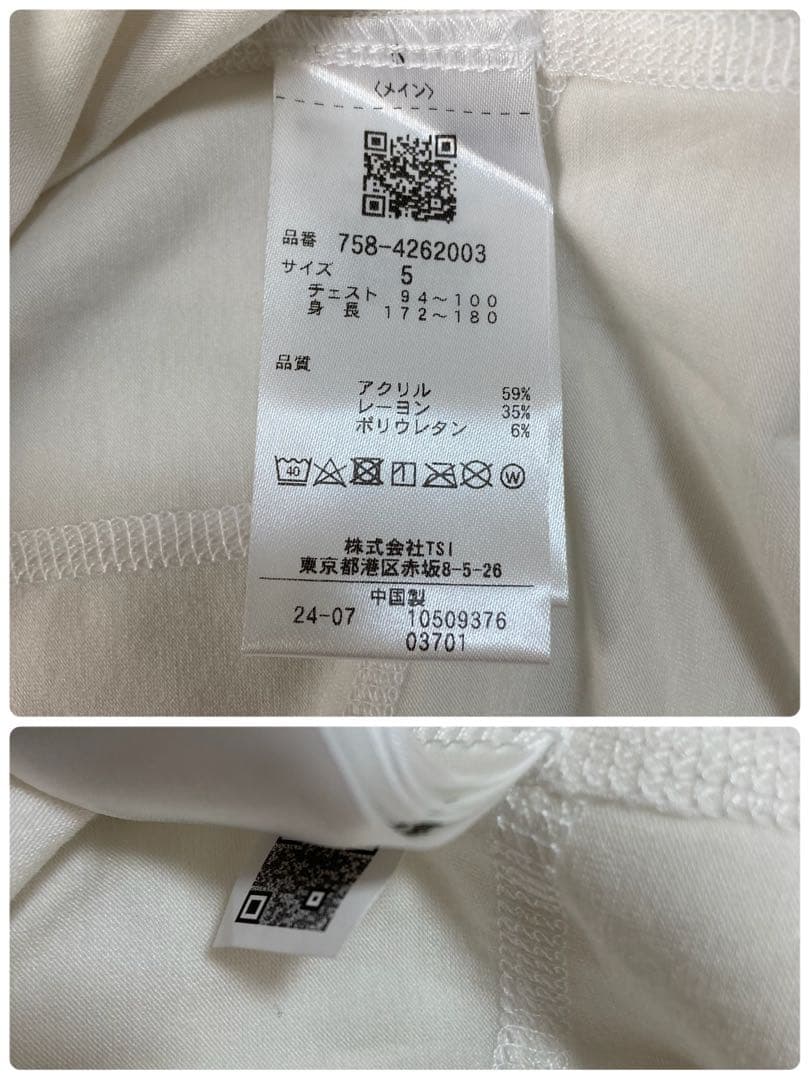 〈メイン〉
品番 758-4262003
サイズ 5
チェスト 94～100
身長 172～180
品質
アクリル 59%
レーヨン 35%
ポリウレタン 6%
40 W
株式会社TSI
東京都港区赤坂8-5-26
中国製
24-07 10509376
03701